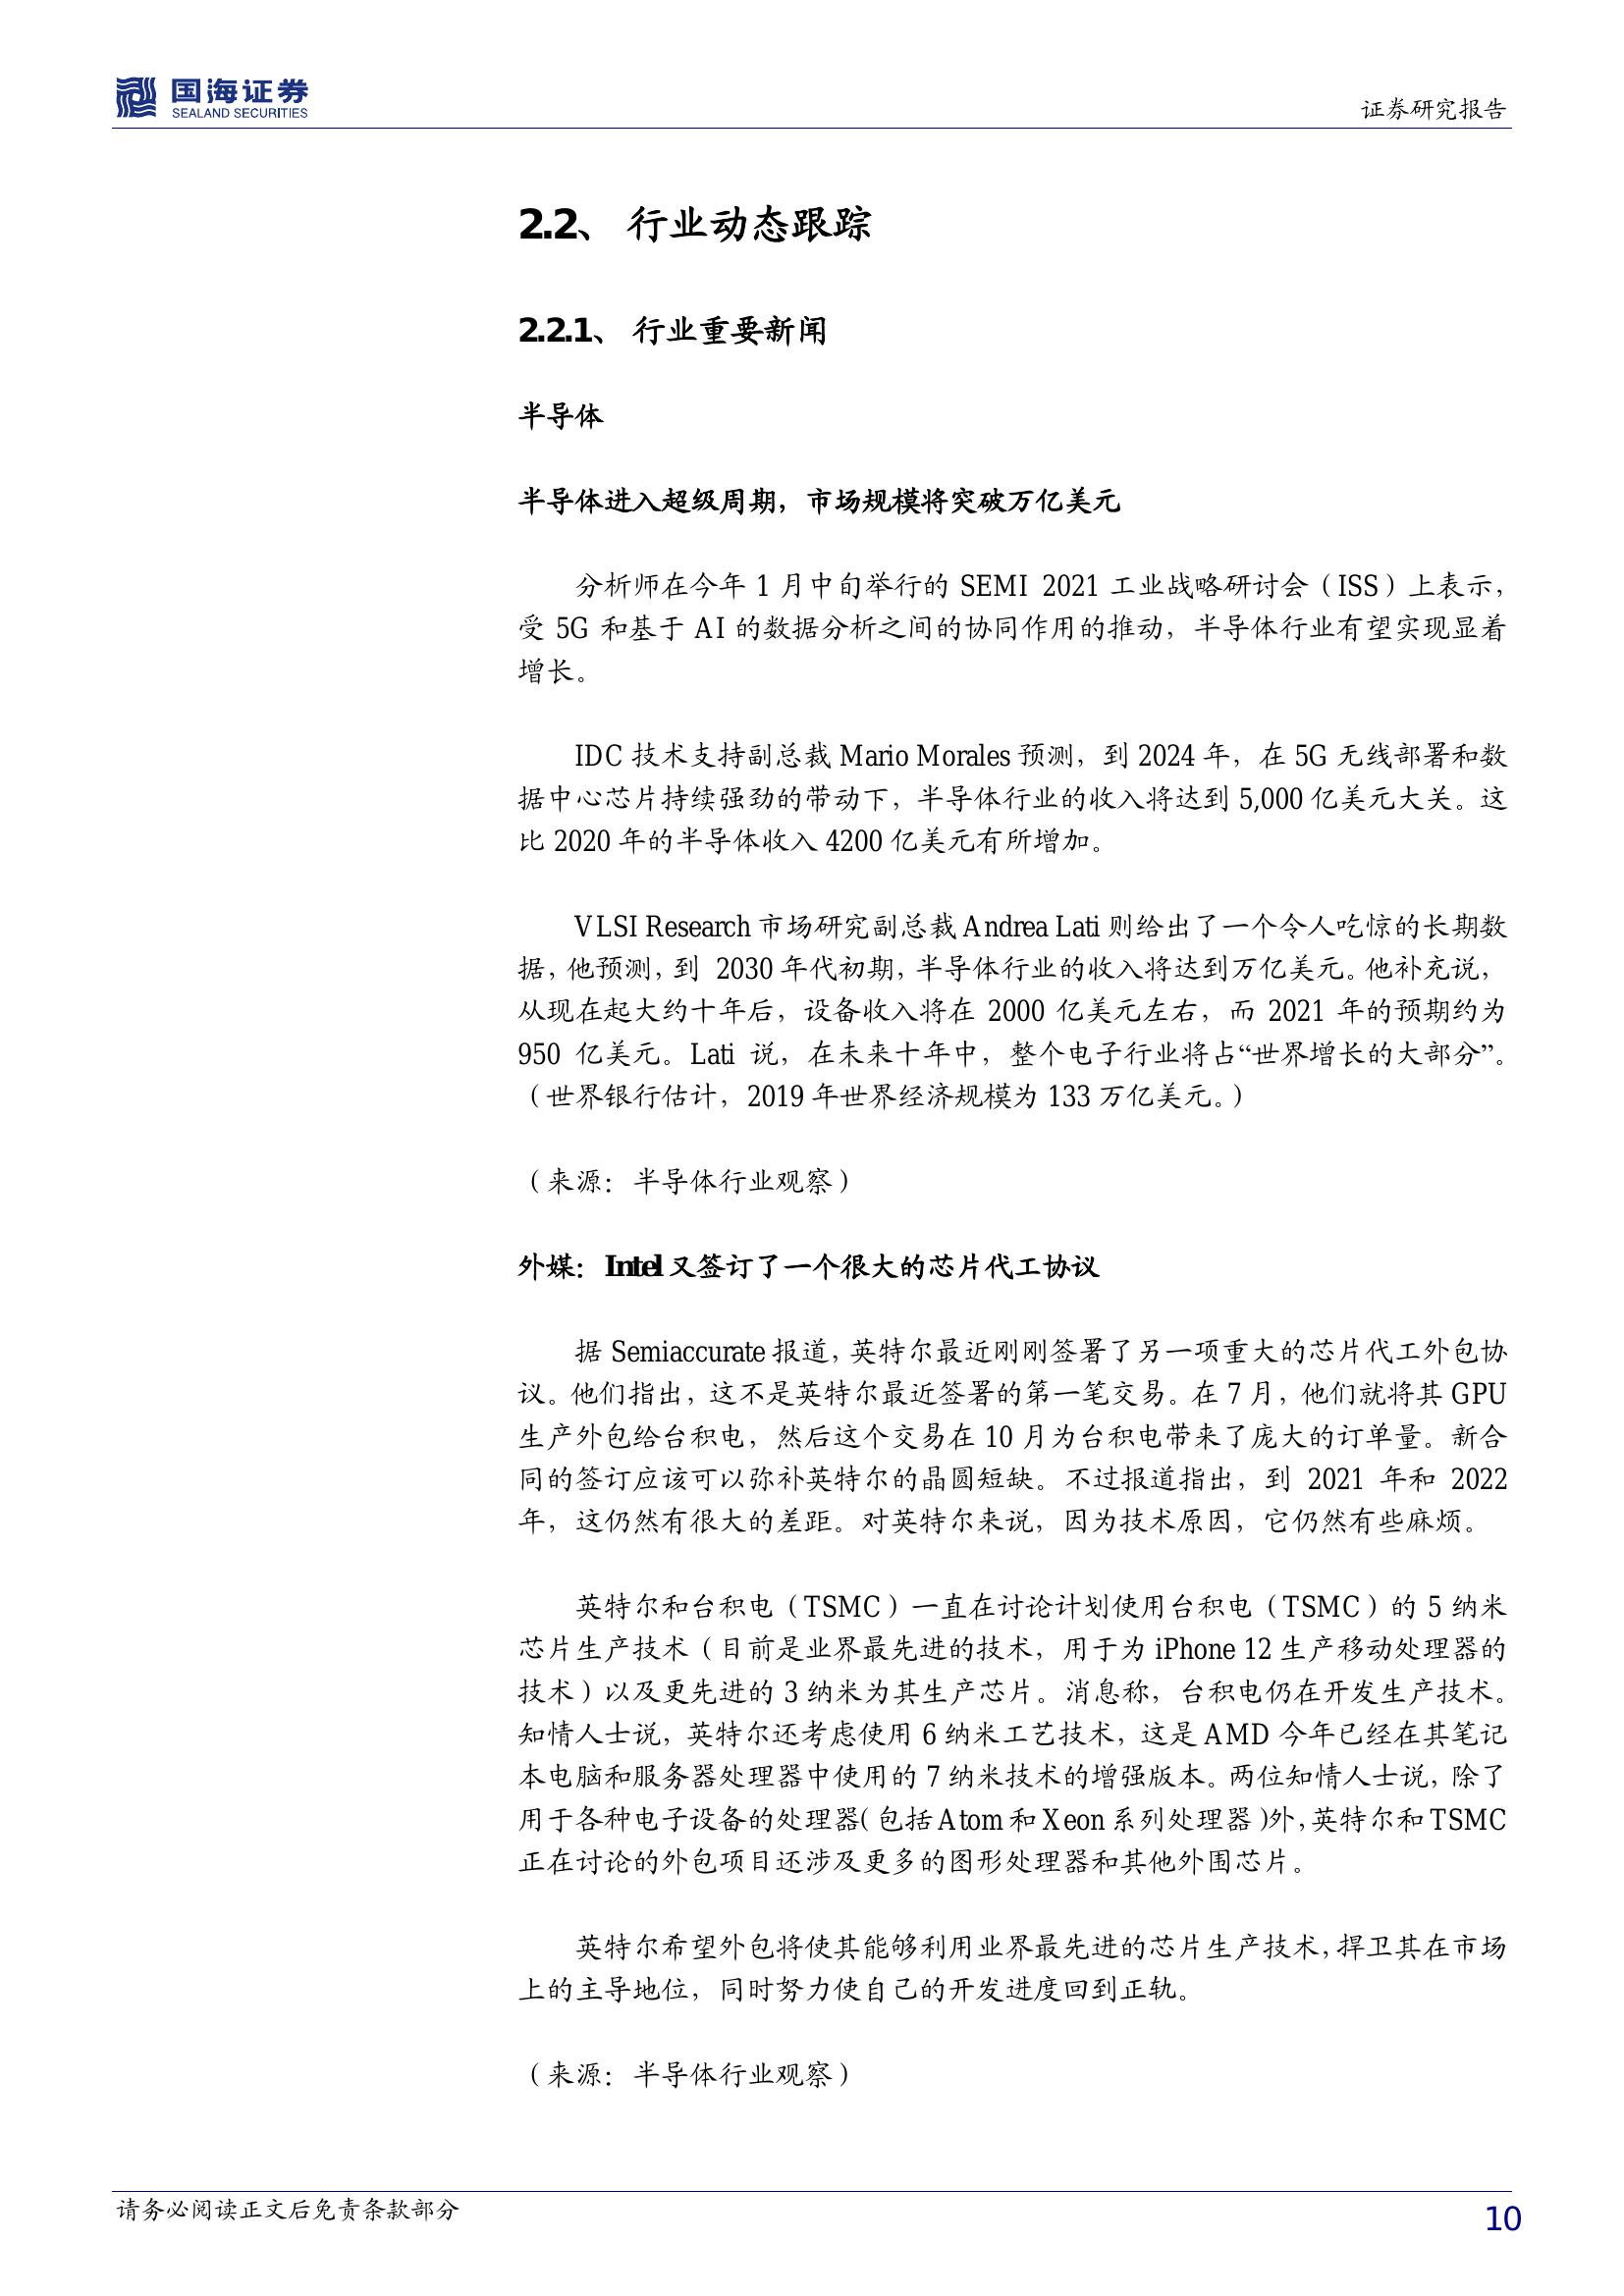 国海证券
SEALAND SECURITIES
证券研究报告
2.2、 行业动态跟踪
2.2.1、 行业重要新闻
半导体
半导体进入超级周期，市场规模将突破万亿美元
分析师在今年 1 月中旬举行的 SEMI 2021 工业战略研讨会（ISS）上表示，
受 5G 和基于 AI 的数据分析之间的协同作用的推动，半导体行业有望实现显着
增长。
IDC 技术支持副总裁 Mario Morales 预测，到 2024 年，在 5G 无线部署和数
据中心芯片持续强劲的带动下，半导体行业的收入将达到 5,000 亿美元大关。这
比 2020 年的半导体收入 4200 亿美元有所增加。
VLSI Research 市场研究副总裁 Andrea Lati 则给出了一个令人吃惊的长期数
据，他预测，到 2030 年代初期，半导体行业的收入将达到万亿美元。他补充说，
从现在起大约十年后，设备收入将在 2000 亿美元左右，而 2021 年的预期约为
950 亿美元。Lati 说，在未来十年中，整个电子行业将占“世界增长的大部分”。
（世界银行估计，2019 年世界经济规模为 133 万亿美元。）
（来源：半导体行业观察）
外媒：Intel 又签订了一个很大的芯片代工协议
据 Semiaccurate 报道，英特尔最近刚刚签署了另一项重大的芯片代工外包协
议。他们指出，这不是英特尔最近签署的第一笔交易。在 7 月，他们就将其 GPU
生产外包给台积电，然后这个交易在 10 月为台积电带来了庞大的订单量。新合
同的签订应该可以弥补英特尔的晶圆短缺。不过报道指出，到 2021 年和 2022
年，这仍然有很大的差距。对英特尔来说，因为技术原因，它仍然有些麻烦。
英特尔和台积电（TSMC）一直在讨论计划使用台积电（TSMC）的 5 纳米
芯片生产技术（目前是业界最先进的技术，用于为 iPhone 12 生产移动处理器的
技术）以及更先进的 3 纳米为其生产芯片。消息称，台积电仍在开发生产技术。
知情人士说，英特尔还考虑使用 6 纳米工艺技术，这是 AMD 今年已经在其笔记
本电脑和服务器处理器中使用的 7 纳米技术的增强版本。两位知情人士说，除了
用于各种电子设备的处理器（包括 Atom 和 Xeon 系列处理器）外，英特尔和 TSMC
正在讨论的外包项目还涉及更多的图形处理器和其他外围芯片。
英特尔希望外包将使其能够利用业界最先进的芯片生产技术，捍卫其在市场
上的主导地位，同时努力使自己的开发进度回到正轨。
（来源：半导体行业观察）
请务必阅读正文后免责条款部分
10